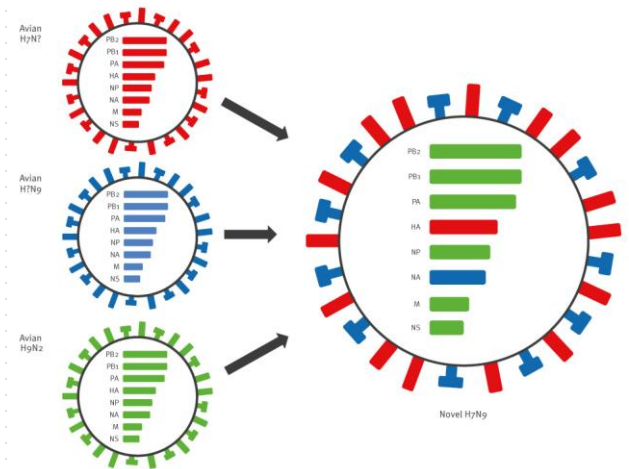 Avian
H7N?
PB2
PB1
PA
HA
NP
NA
M
NS
Avian
H?N9
PB2
PB1
PA
HA
NP
NA
M
NS
Avian
H9N2
PB2
PB1
PA
HA
NP
NA
M
NS
PB2
PB1
PA
HA
NP
NA
M
NS
Novel H7N9